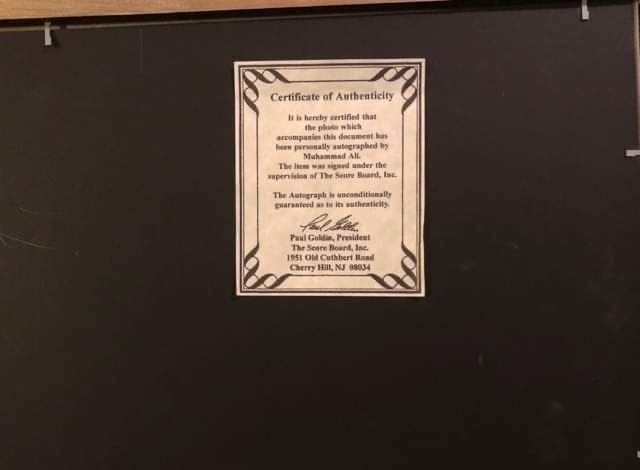 Certificate of Authenticity
It is hereby certified that
the photo which
accompanies this document has
been personally autographed by
Muhammad Ali.
The item was signed under the
supervision of The Score Board, Inc.
The Autograph is unconditionally
guaranteed as to its authenticity.
Paul Goldin
Paul Goldin, President
The Score Board, Inc.
1951 Old Cuthbert Road
Cherry Hill, NJ 08034